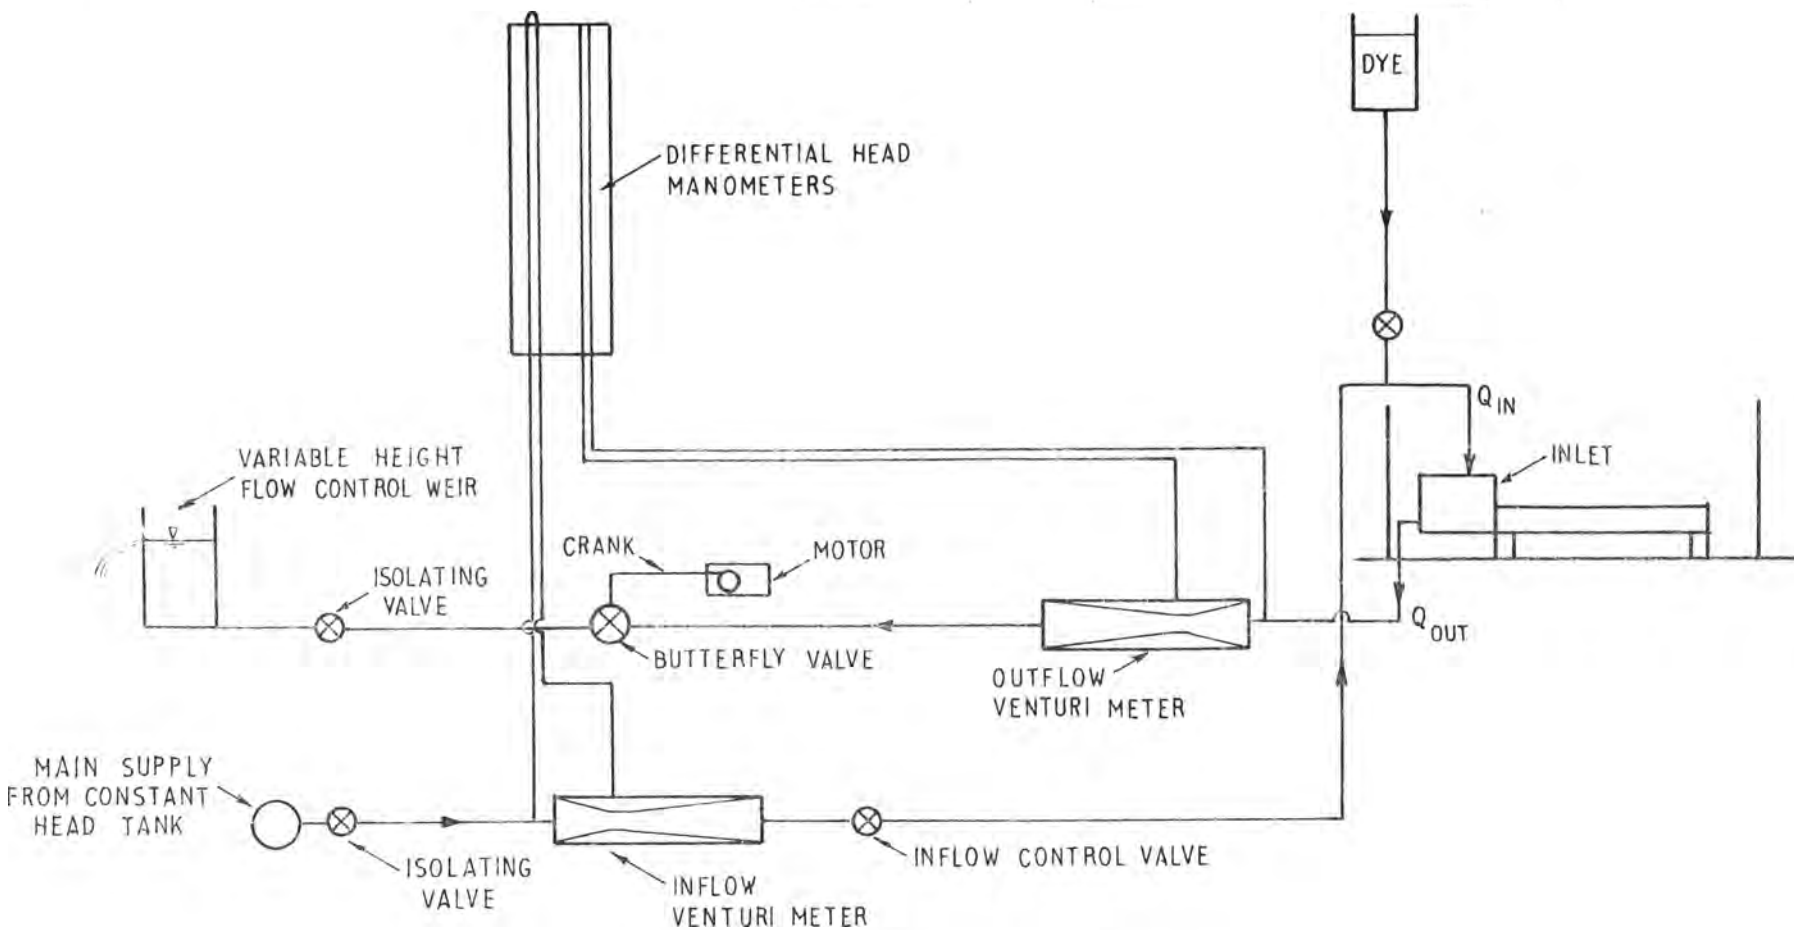 DYE
DIFFERENTIAL HEAD
MANOMETERS
Q IN
VARIABLE HEIGHT
FLOW CONTROL WEIR
INLET
CRANK
MOTOR
ISOLATING
VALVE
Q OUT
BUTTERFLY VALVE
OUTFLOW
VENTURI METER
MAIN SUPPLY
FROM CONSTANT
HEAD TANK
ISOLATING
VALVE
INFLOW CONTROL VALVE
INFLOW
VENTURI METER